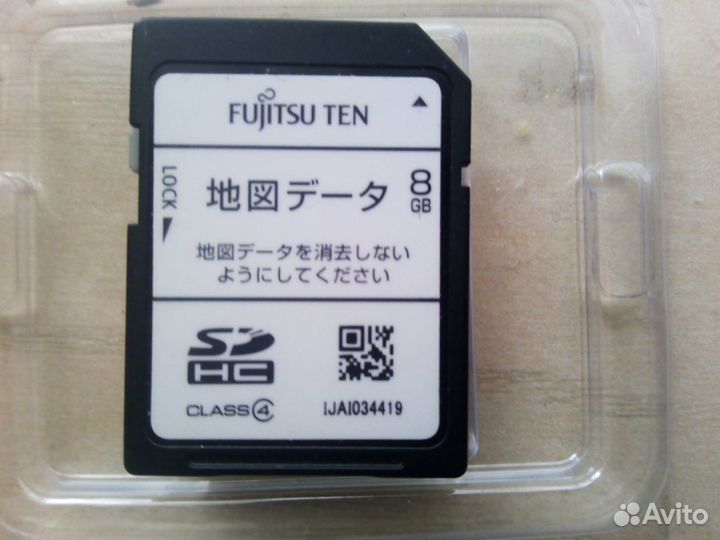 FUJITSU TEN
LOCK
地図データ
8
GB
地図データを消去しない
ようにしてください
SD
HC
CLASS 4
IJAI034419
Avito